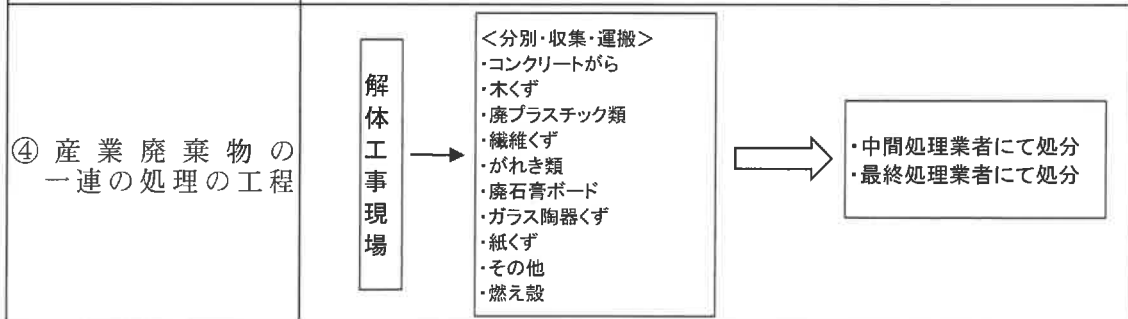 ④ 産業廃棄物の
一連の処理の工程
解体工事現場
＜分別・収集・運搬＞
・コンクリートがら
・木くず
・廃プラスチック類
・繊維くず
・がれき類
・廃石膏ボード
・ガラス陶器くず
・紙くず
・その他
・燃え殻
・中間処理業者にて処分
・最終処理業者にて処分